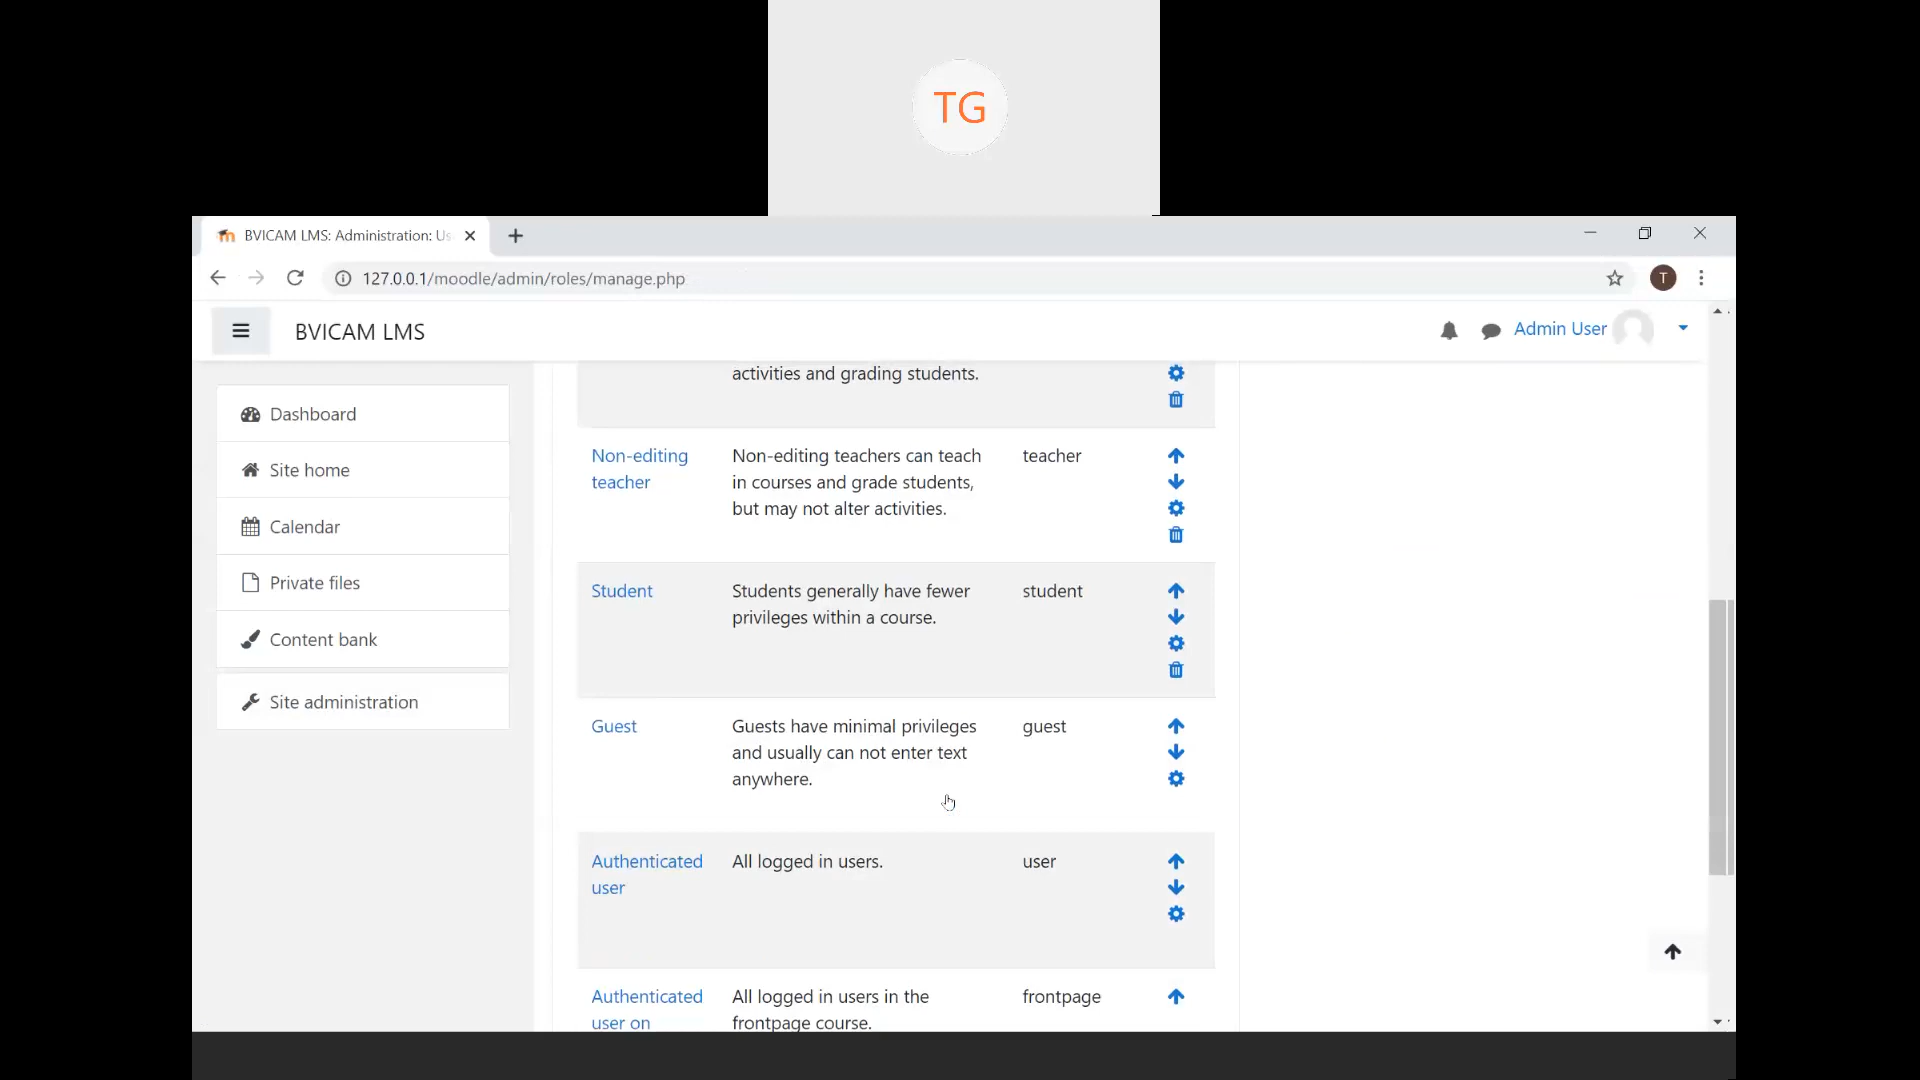 TG
BVICAM LMS: Administration: Us
127.0.0.1/moodle/admin/roles/manage.php
T
BVICAM LMS
Admin User
Dashboard
Site home
Calendar
Private files
Content bank
Site administration
activities and grading students.
Non-editing
teacher
Non-editing teachers can teach
in courses and grade students,
but may not alter activities.
teacher
Student
Students generally have fewer
privileges within a course.
student
Guest
Guests have minimal privileges
and usually can not enter text
anywhere.
guest
Authenticated
user
All logged in users.
user
Authenticated
user on
All logged in users in the
frontpage course.
frontpage